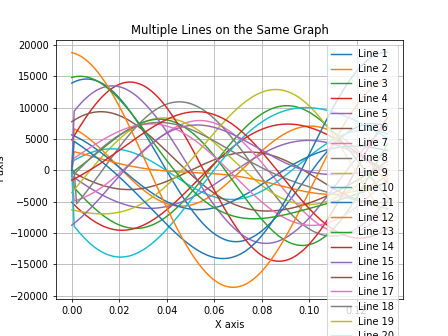 Multiple Lines on the Same Graph
20000
15000
10000
5000
0
−5000
−10000
−15000
−20000
0.00
0.02
0.04
0.06
0.08
0.10
X axis
Line 1
Line 2
Line 3
Line 4
Line 5
Line 6
Line 7
Line 8
Line 9
Line 10
Line 11
Line 12
Line 13
Line 14
Line 15
Line 16
Line 17
Line 18
Line 19
Line 20